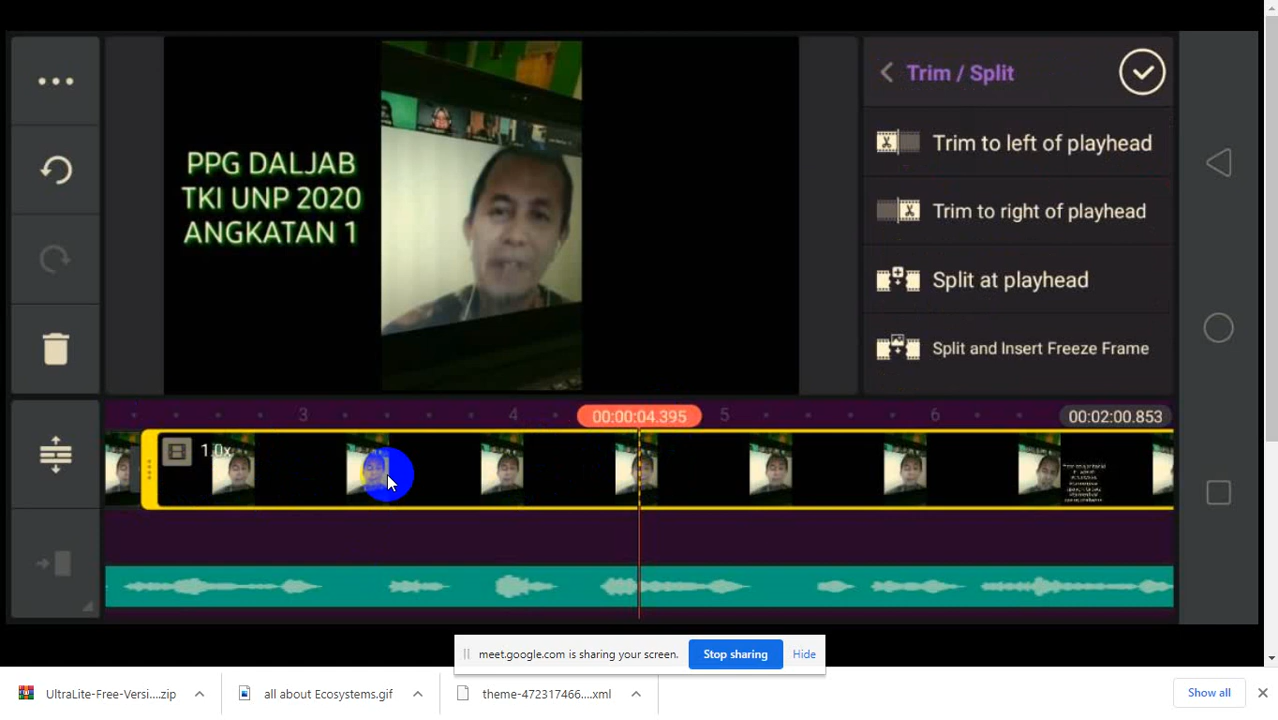 Trim / Split
Trim to left of playhead
Trim to right of playhead
Split at playhead
Split and Insert Freeze Frame
PPG DALJAB
TKI UNP 2020
ANGKATAN 1
3
4
00:00:04.395
5
6
00:02:00.853
1.0x
meet.google.com is sharing your screen.
Stop sharing
Hide
UltraLite-Free-Versi....zip
all about Ecosystems.gif
theme-472317466....xml
Show all